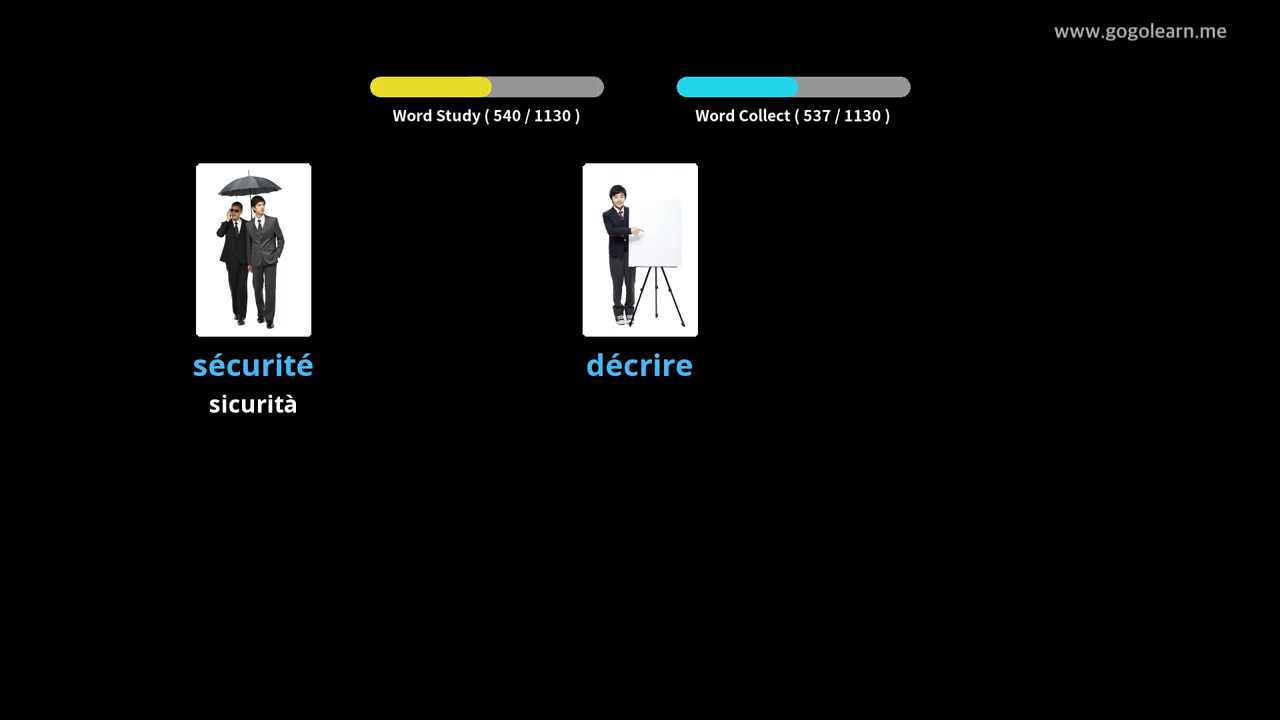 www.gogolearn.me
Word Study ( 540 / 1130 )
Word Collect ( 537 / 1130 )
sécurité
sicurità
décrire